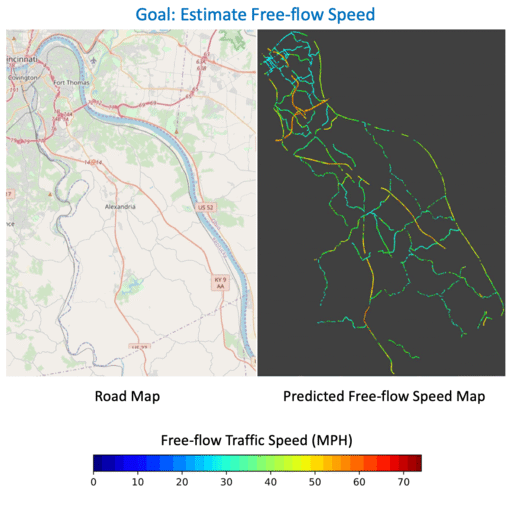 Goal: Estimate Free-flow Speed
incinnati
Covington
Fort Thomas
Alexandria
US 52
KY 9
AA
Road Map
Predicted Free-flow Speed Map
Free-flow Traffic Speed (MPH)
0 10 20 30 40 50 60 70